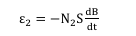 ε₂ = −N₂S dB/dt